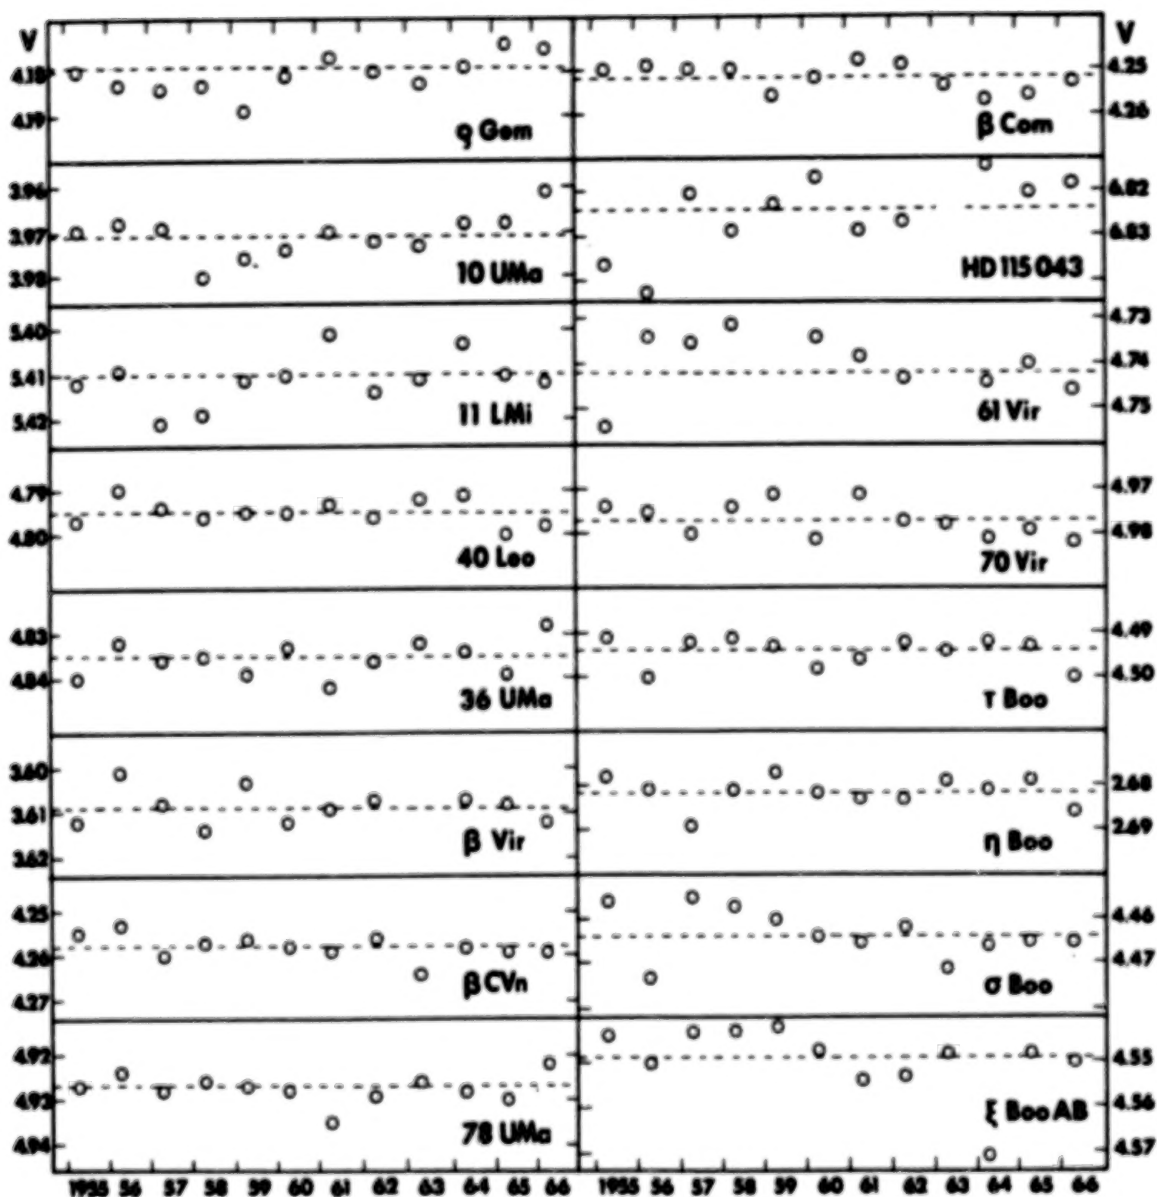 V V
4.18
4.19
ρ Gem
4.25
4.26
β Com
3.96
3.97
3.98
10 UMa
6.82
6.83
HD 115043
5.40
5.41
5.42
11 LMi
4.73
4.74
4.75
61 Vir
4.79
4.80
40 Leo
4.97
4.98
70 Vir
4.83
4.84
36 UMa
4.49
4.50
τ Boo
3.60
3.61
3.62
β Vir
2.68
2.69
η Boo
4.25
4.26
4.27
β CVn
4.46
4.47
σ Boo
4.92
4.93
4.94
78 UMa
4.55
4.56
4.57
ξ Boo AB
1955 56 57 58 59 60 61 62 63 64 65 66 1955 56 57 58 59 60 61 62 63 64 65 66